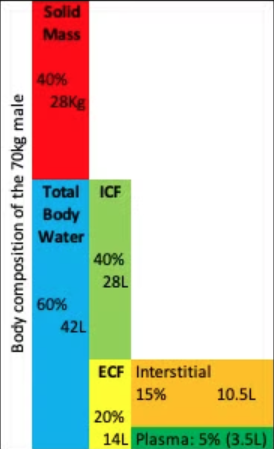 Body composition of the 70kg male
Solid
Mass
40%
28Kg
Total
Body
Water
60%
42L
ICF
40%
28L
ECF
20%
14L
Interstitial
15% 10.5L
Plasma: 5% (3.5L)